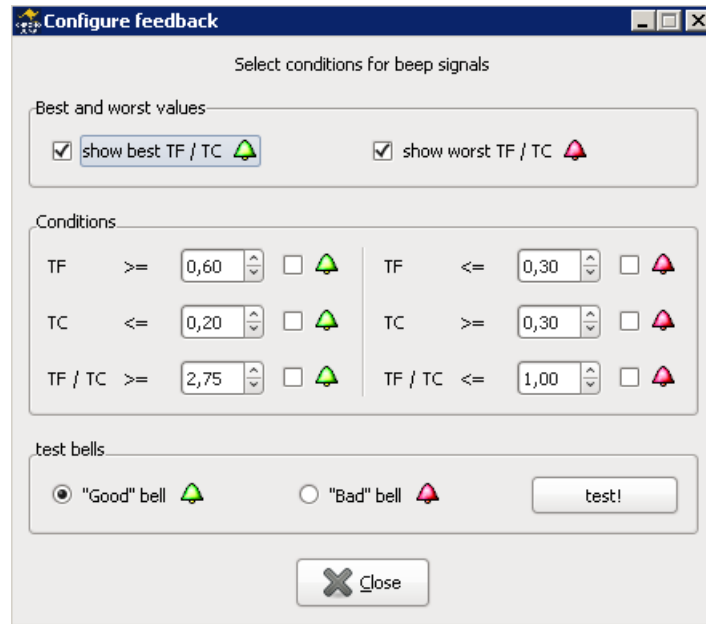 Configure feedback
Select conditions for beep signals
Best and worst values
show best TF / TC show worst TF / TC
Conditions
TF >= 0,60 TF <= 0,30
TC <= 0,20 TC >= 0,30
TF / TC >= 2,75 TF / TC <= 1,00
test bells
"Good" bell "Bad" bell test!
Close